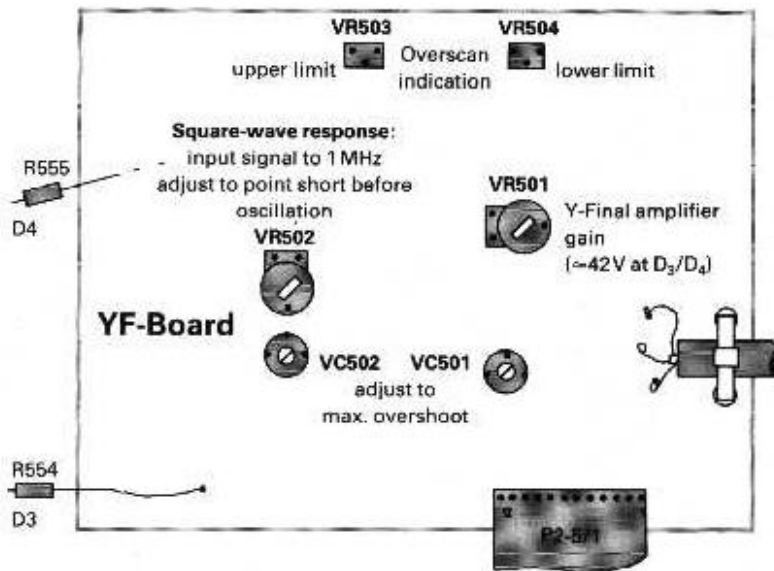 VR503
VR504
upper limit
Overscan
indication
lower limit
Square-wave response:
input signal to 1 MHz
adjust to point short before
oscillation
R555
D4
VR502
VR501
Y-Final amplifier
gain
(≃42V at D₃/D₄)
YF-Board
VC502
VC501
adjust to
max. overshoot
R554
D3
P2-5/1